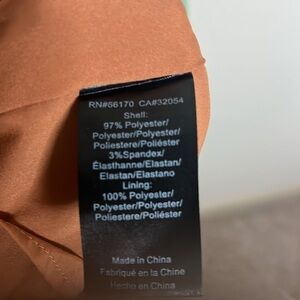 RN#56170 CA#32054
Shell:
97% Polyester/
Polyester/Polyester/
Poliestere/Poliéster
3%Spandex/
Élasthanne/Elastan/
Elastan/Elastano
Lining:
100% Polyester/
Polyester/Polyester/
Poliestere/Poliéster
Made in China
Fabriqué en la Chine
Hecho en China